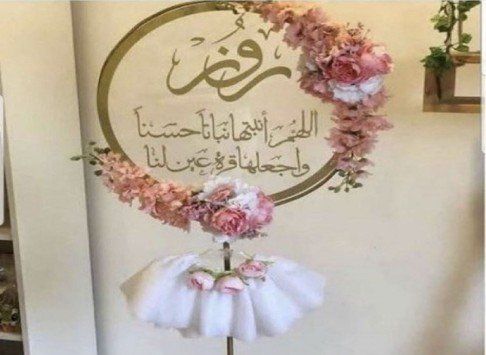 روز
اللهم أنبتها نباتاً حسناً
واجعلها قرة عين لنا